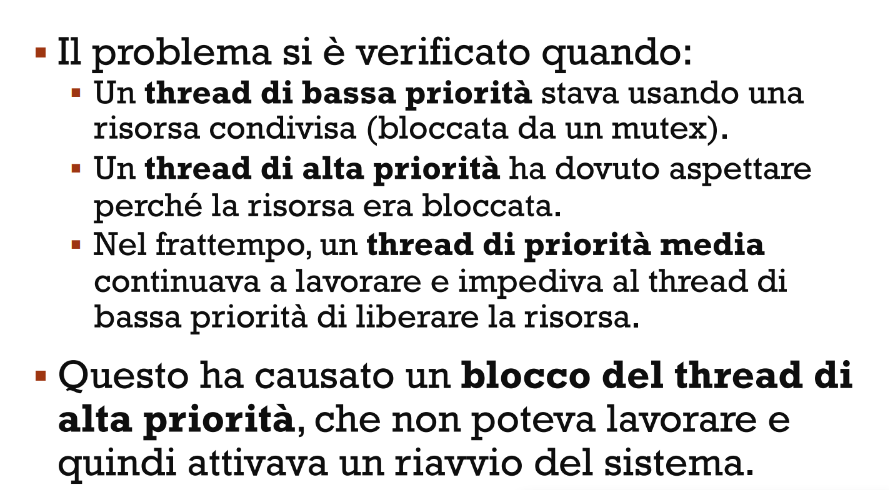 Il problema si è verificato quando:
Un thread di bassa priorità stava usando una
risorsa condivisa (bloccata da un mutex).
Un thread di alta priorità ha dovuto aspettare
perché la risorsa era bloccata.
Nel frattempo, un thread di priorità media
continuava a lavorare e impediva al thread di
bassa priorità di liberare la risorsa.
Questo ha causato un blocco del thread di
alta priorità, che non poteva lavorare e
quindi attivava un riavvio del sistema.